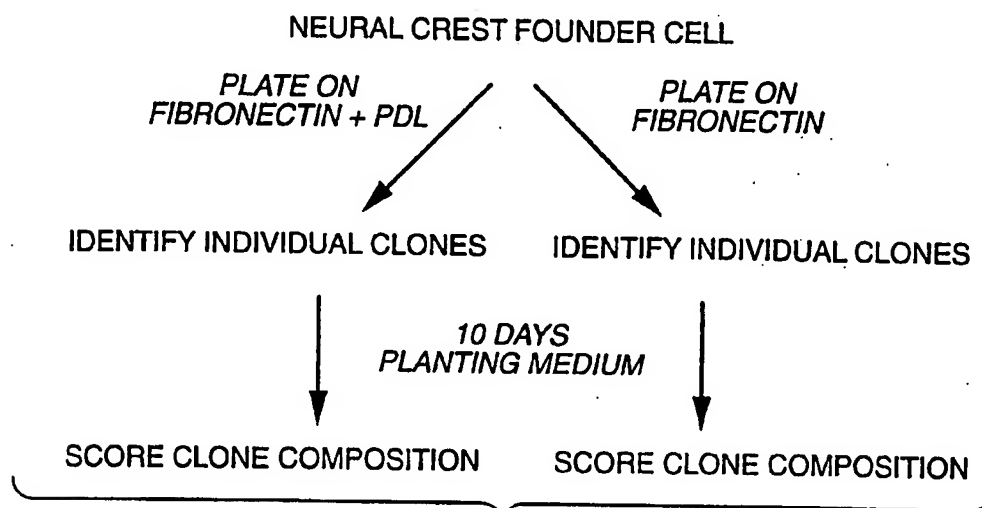 NEURAL CREST FOUNDER CELL
PLATE ON
FIBRONECTIN + PDL
PLATE ON
FIBRONECTIN
IDENTIFY INDIVIDUAL CLONES
IDENTIFY INDIVIDUAL CLONES
10 DAYS
PLANTING MEDIUM
SCORE CLONE COMPOSITION
SCORE CLONE COMPOSITION